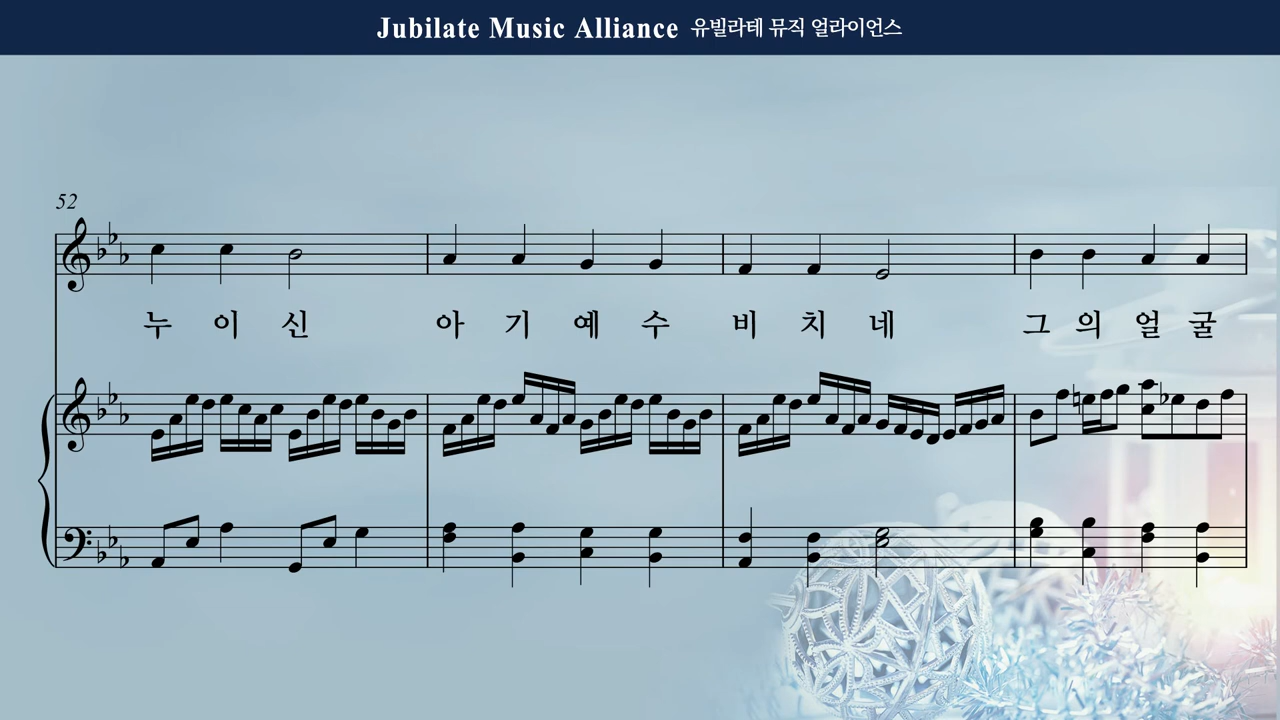 Jubilate Music Alliance 유빌라테 뮤직 얼라이언스
52
누 이 신 아 기 예 수 비 치 네 그 의 얼 굴